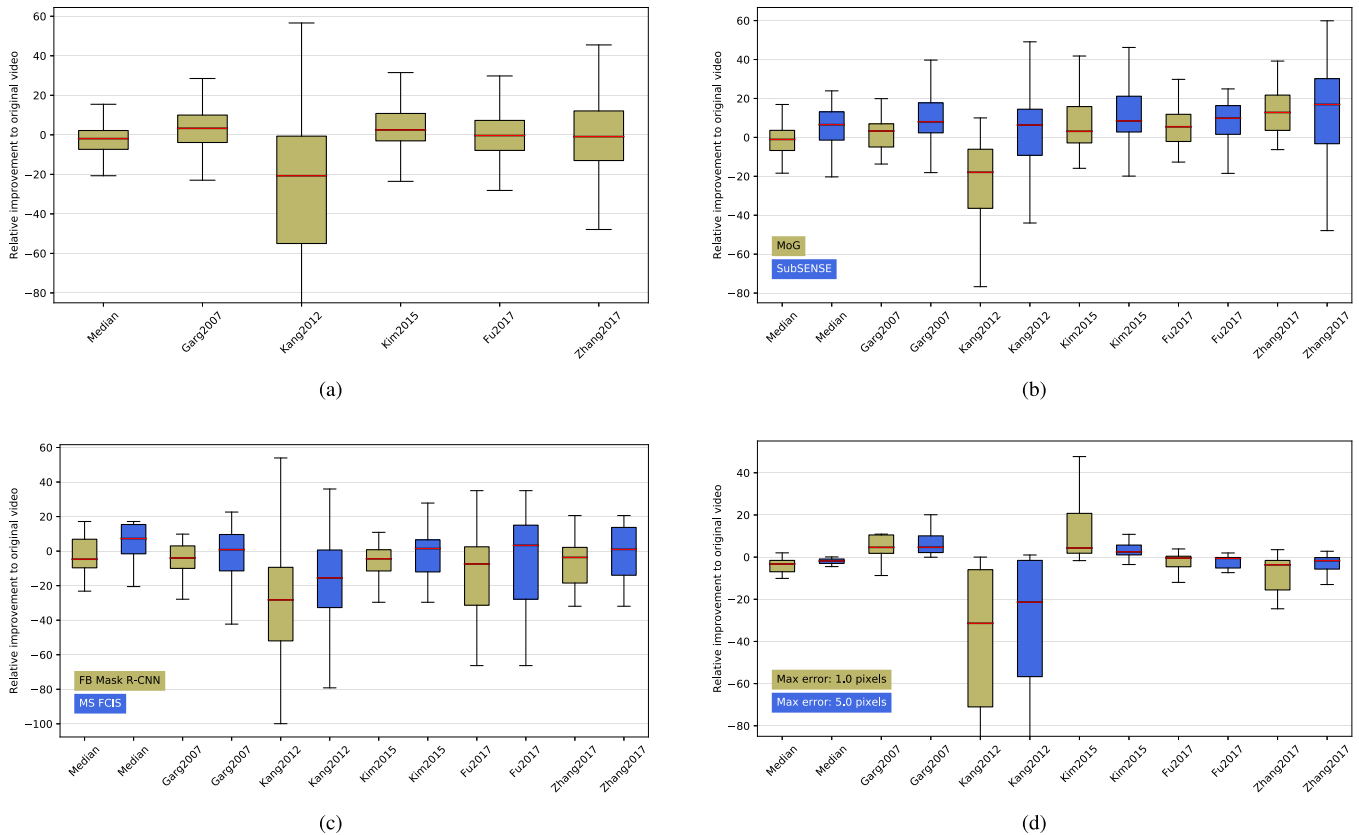 Relative improvement to original video
60
40
20
0
−20
−40
−60
−80
Median
Garg2007
Kang2012
Kim2015
Fu2017
Zhang2017
(a)
Relative improvement to original video
60
40
20
0
−20
−40
−60
−80
MoG
SubSENSE
Median
Median
Garg2007
Garg2007
Kang2012
Kang2012
Kim2015
Kim2015
Fu2017
Fu2017
Zhang2017
Zhang2017
(b)
Relative improvement to original video
60
40
20
0
−20
−40
−60
−80
−100
FB Mask R-CNN
MS FCIS
Median
Median
Garg2007
Garg2007
Kang2012
Kang2012
Kim2015
Kim2015
Fu2017
Fu2017
Zhang2017
Zhang2017
(c)
Relative improvement to original video
40
20
0
−20
−40
−60
−80
Max error: 1.0 pixels
Max error: 5.0 pixels
Median
Median
Garg2007
Garg2007
Kang2012
Kang2012
Kim2015
Kim2015
Fu2017
Fu2017
Zhang2017
Zhang2017
(d)